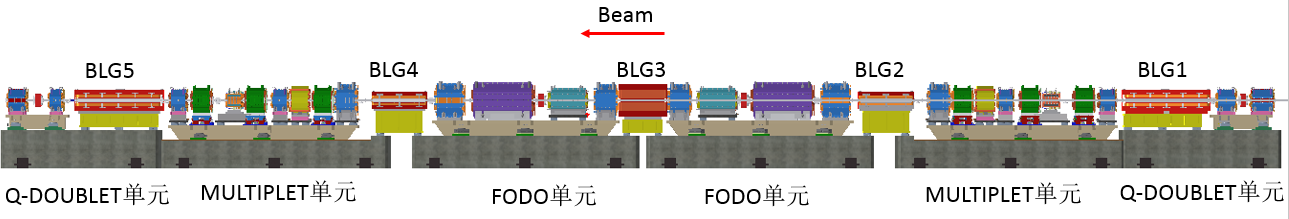 Beam
BLG5
BLG4
BLG3
BLG2
BLG1
Q-DOUBLET单元
MULTIPLET单元
FODO单元
FODO单元
MULTIPLET单元
Q-DOUBLET单元